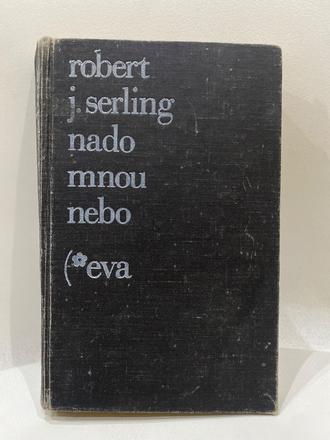 robert
j. serling
nado
mnou
nebo
(*eva